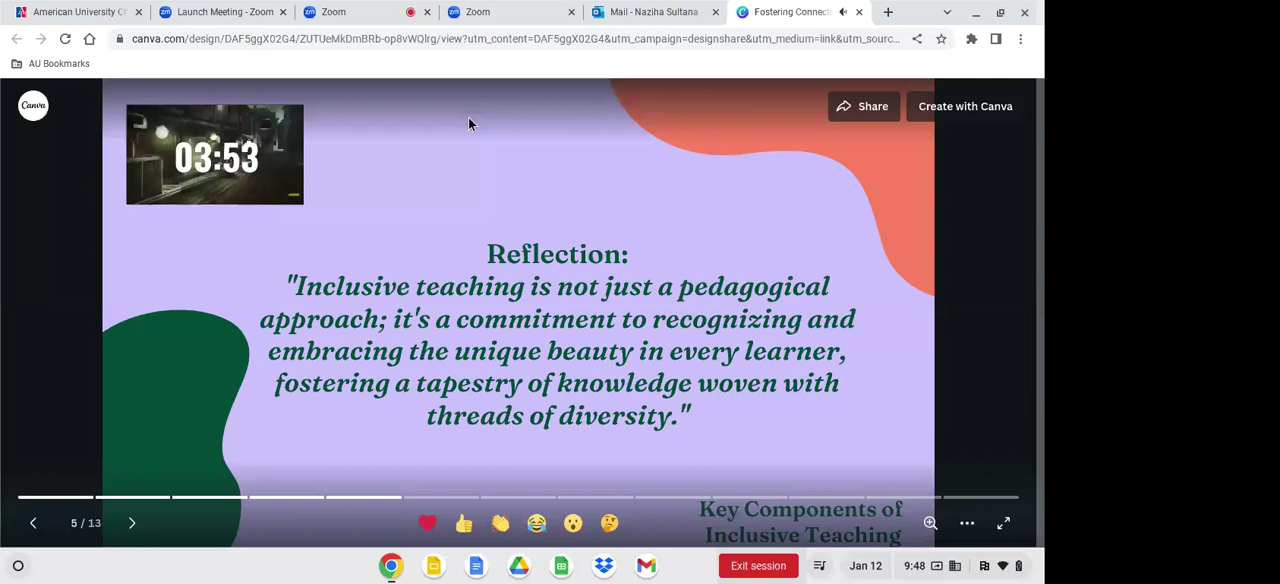 American University Ch
Launch Meeting - Zoom
Zoom
Zoom
Mail - Naziha Sultana -
Fostering Connecti
canva.com/design/DAF5ggX02G4/ZUTUeMkDmBRb-op8vWQlrg/view?utm_content=DAF5ggX02G4&utm_campaign=designshare&utm_medium=link&utm_sourc...
AU Bookmarks
Canva
Share
Create with Canva
03:53
Reflection:
"Inclusive teaching is not just a pedagogical
approach; it's a commitment to recognizing and
embracing the unique beauty in every learner,
fostering a tapestry of knowledge woven with
threads of diversity."
Key Components of
Inclusive Teaching
5 / 13
Exit session
Jan 12
9:48